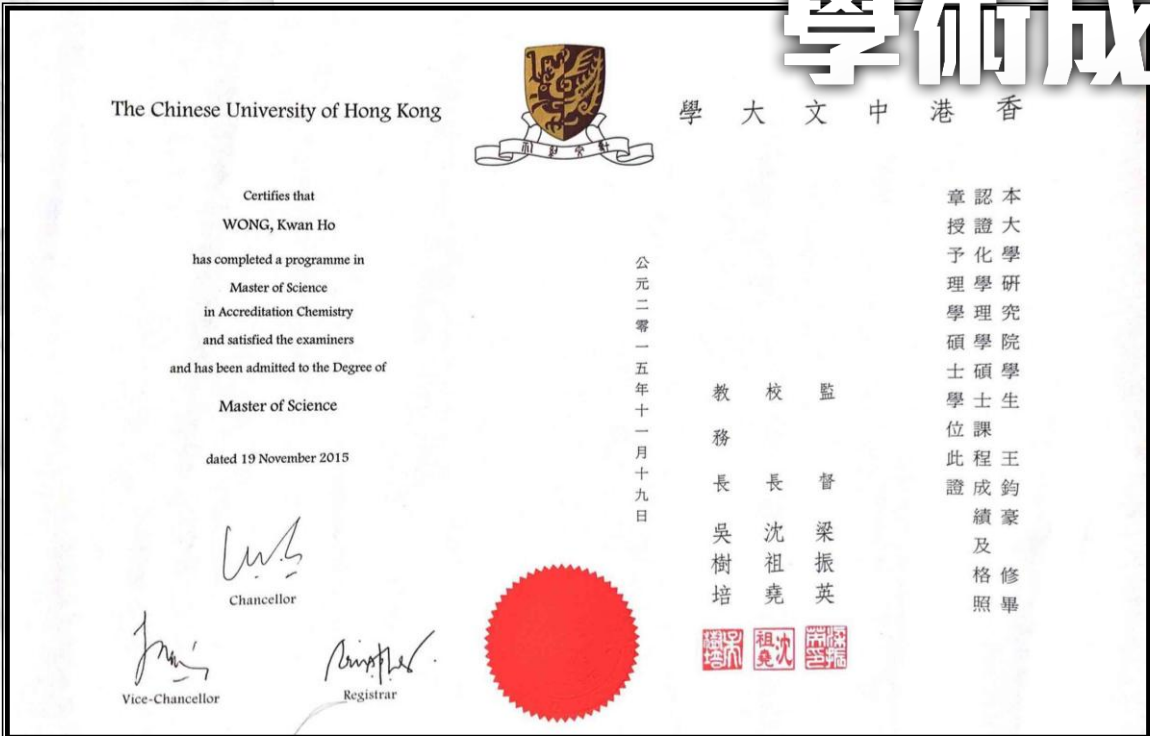 學術成
The Chinese University of Hong Kong
Certifies that
WONG, Kwan Ho
has completed a programme in
Master of Science
in Accreditation Chemistry
and satisfied the examiners
and has been admitted to the Degree of
Master of Science
dated 19 November 2015
Chancellor
Vice-Chancellor
Registrar
學大文中港香
本大學研究院學生王鈞豪修畢
認證化學理學碩士課程成績及格照
章授予理學碩士學位此證
監督梁振英
校長沈祖堯
教務長吳樹培
公元二零一五年十一月十九日